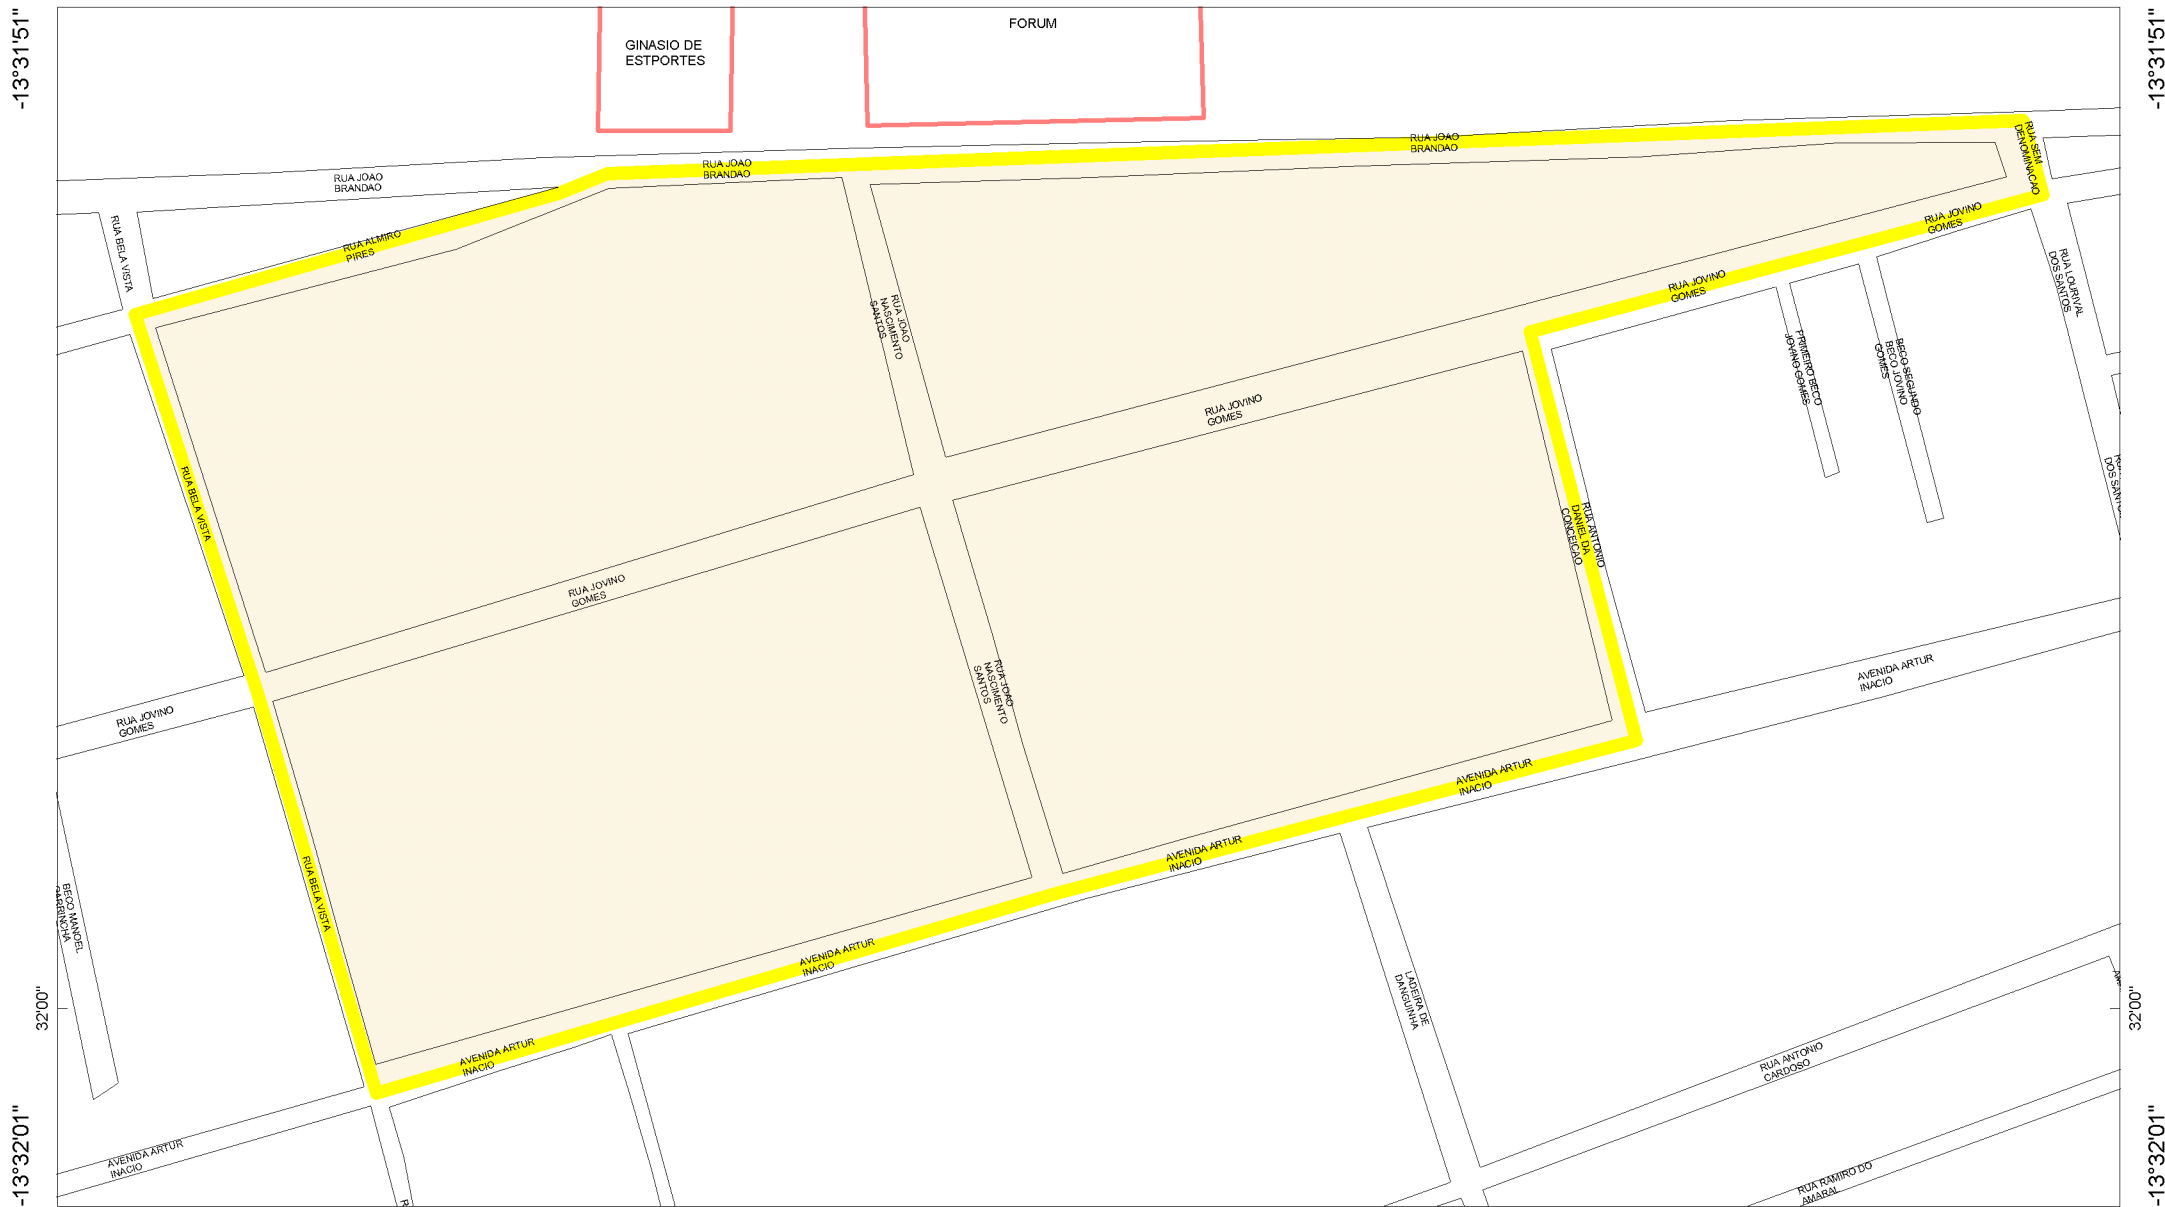 -13°31'51"
-13°31'51"
FORUM
GINASIO DE
ESTPORTES
RUA JOAO
BRANDAO
RUA JOAO
BRANDAO
RUA JOAO
BRANDAO
RUA SEM
DENOMINACAO
RUA BELA VISTA
RUA ALMIRO
PIRES
RUA JOVINO
GOMES
RUA JOVINO
GOMES
RUA LOURIVAL
DOS SANTOS
RUA JOAO
NASCIMENTO
SANTOS
PRIMEIRO BECO
JOVINO GOMES
BECO SEGUNDO
BECO JOVINO
GOMES
RUA JOVINO
GOMES
RUA BELA VISTA
RUA ANTONIO
DANIEL DA
CONCEICAO
DOS SANTOS
RUA JOVINO
GOMES
RUA JOAO
NASCIMENTO
SANTOS
AVENIDA ARTUR
INACIO
RUA JOVINO
GOMES
AVENIDA ARTUR
INACIO
AVENIDA ARTUR
INACIO
RUA BELA VISTA
BECO MANOEL
GARRINCHA
AVENIDA ARTUR
INACIO
LADEIRA DE
DANGUINHA
32'00"
32'00"
AVENIDA ARTUR
INACIO
RUA ANTONIO
CARDOSO
AVENIDA ARTUR
INACIO
RUA RAMIRO DO
AMARAL
-13°32'01"
-13°32'01"